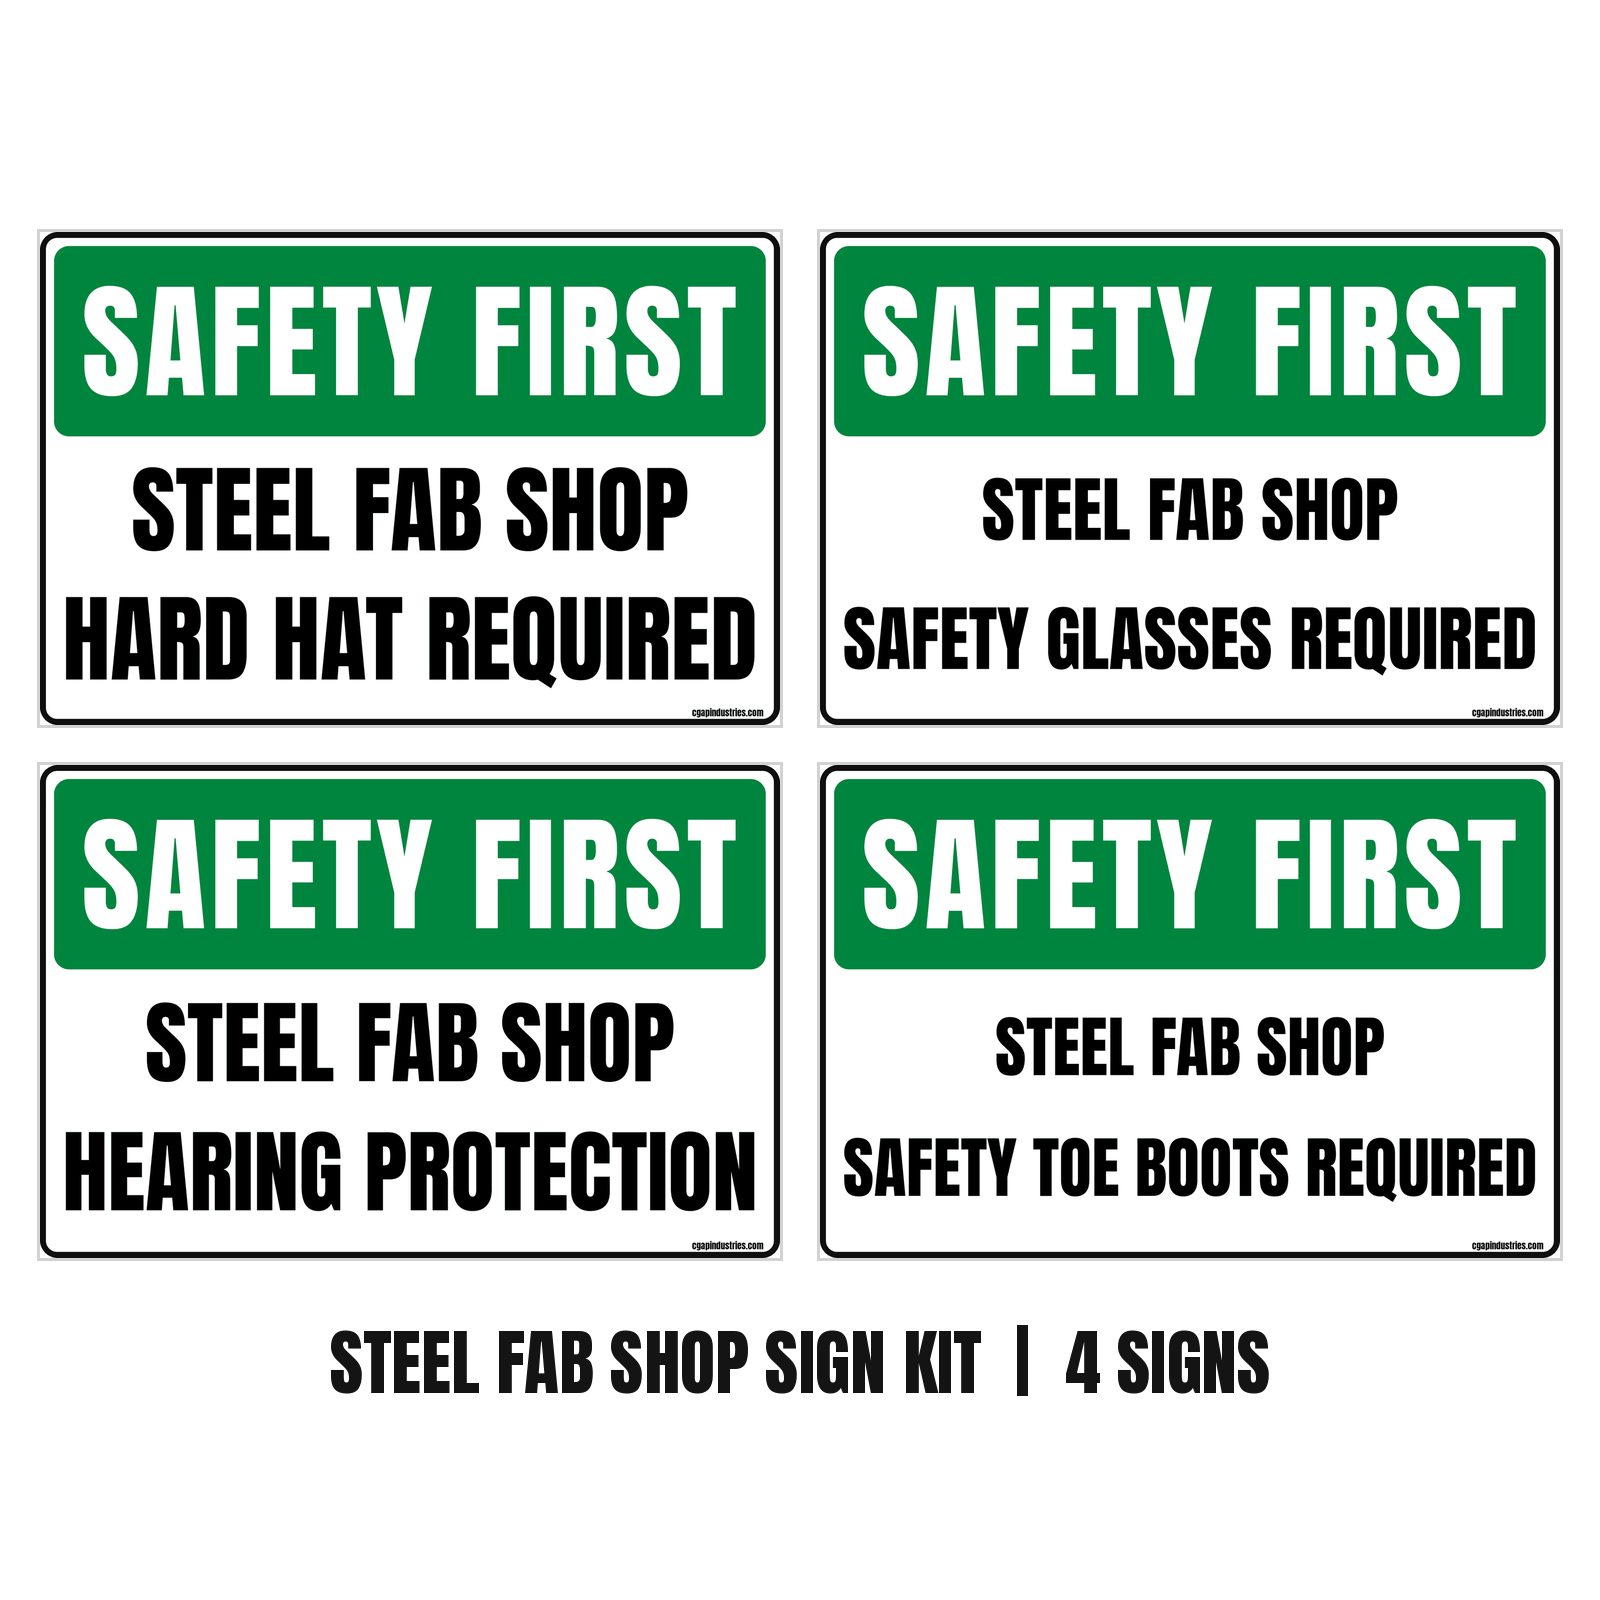 SAFETY FIRST
STEEL FAB SHOP
HARD HAT REQUIRED
cgapindustries.com
SAFETY FIRST
STEEL FAB SHOP
SAFETY GLASSES REQUIRED
cgapindustries.com
SAFETY FIRST
STEEL FAB SHOP
HEARING PROTECTION
cgapindustries.com
SAFETY FIRST
STEEL FAB SHOP
SAFETY TOE BOOTS REQUIRED
cgapindustries.com
STEEL FAB SHOP SIGN KIT | 4 SIGNS